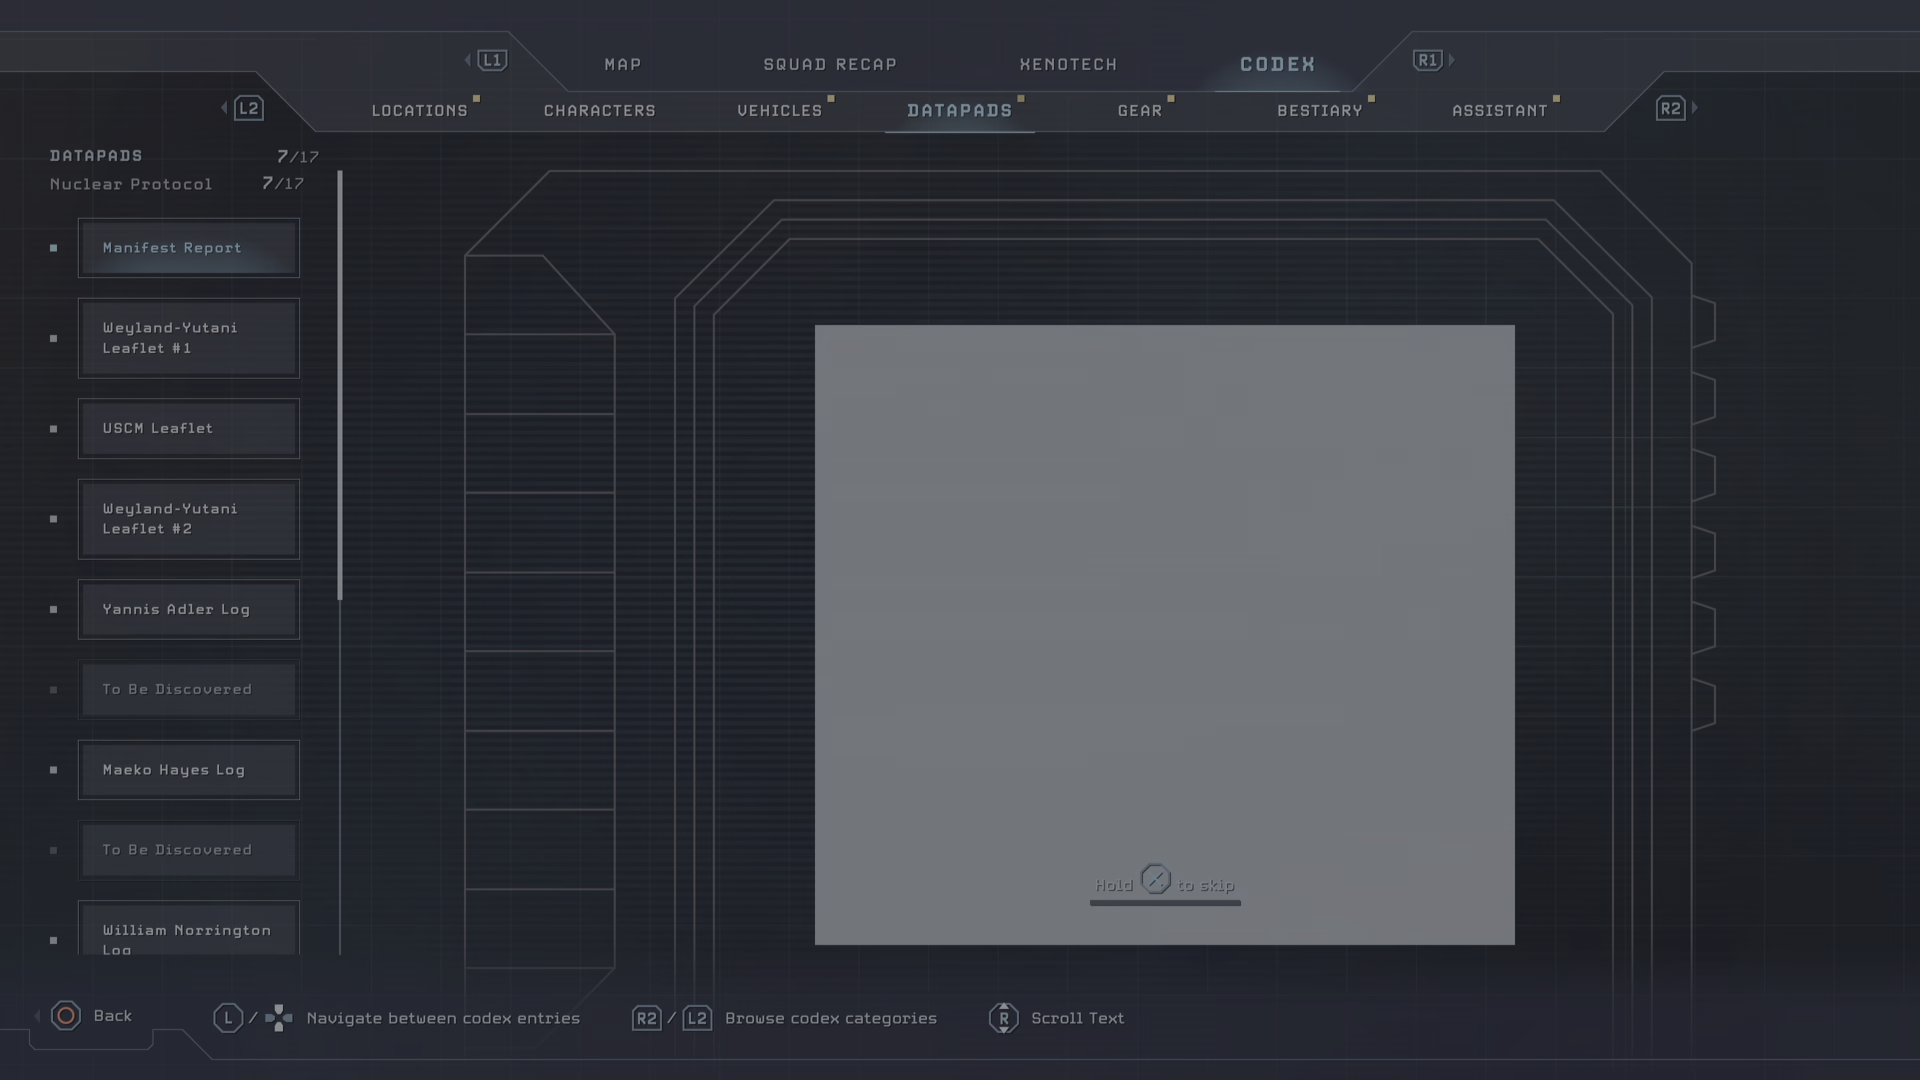 L1
MAP
SQUAD RECAP
XENOTECH
CODEX
R1
L2
LOCATIONS
CHARACTERS
VEHICLES
DATAPADS
GEAR
BESTIARY
ASSISTANT
R2
DATAPADS 7/17
Nuclear Protocol 7/17
Manifest Report
Weyland-Yutani
Leaflet #1
USCM Leaflet
Weyland-Yutani
Leaflet #2
Yannis Adler Log
To Be Discovered
Maeko Hayes Log
To Be Discovered
William Norrington
Log
Hold to skip
Back
L / Navigate between codex entries
R2 / L2 Browse codex categories
R Scroll Text